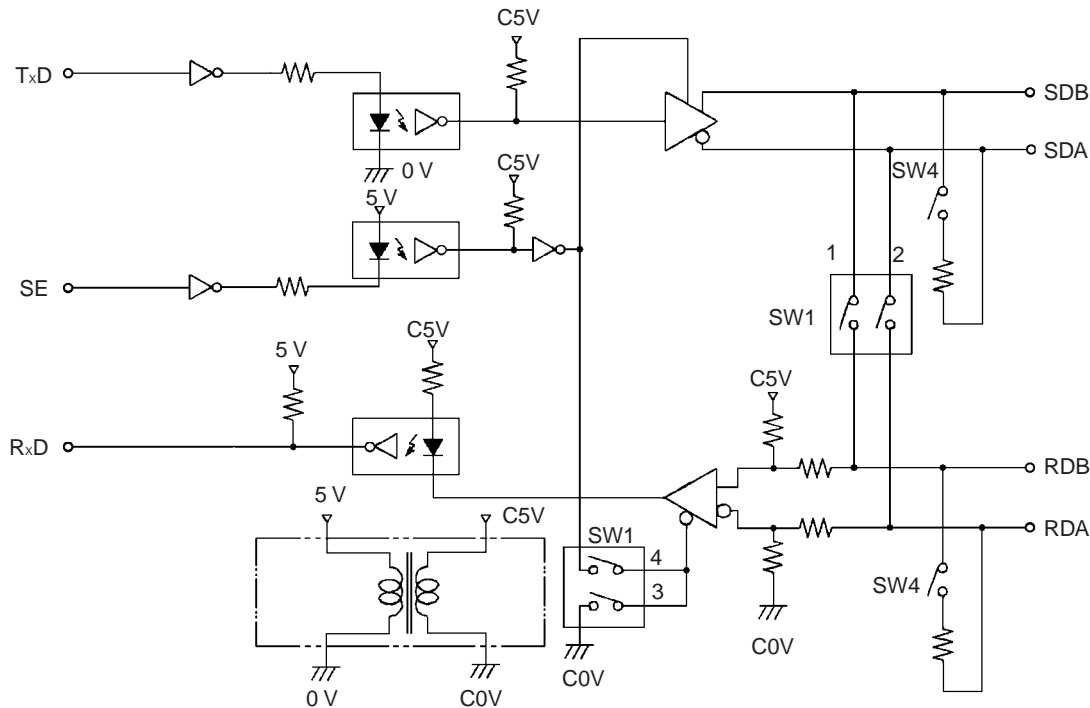 C5V
TxD
SDB
SDA
0 V
C5V
SW4
5 V
1 2
SE
SW1
C5V
5 V
C5V
RxD
RDB
5 V
C5V
RDA
SW1
4
3
SW4
C0V
C0V
0 V
C0V